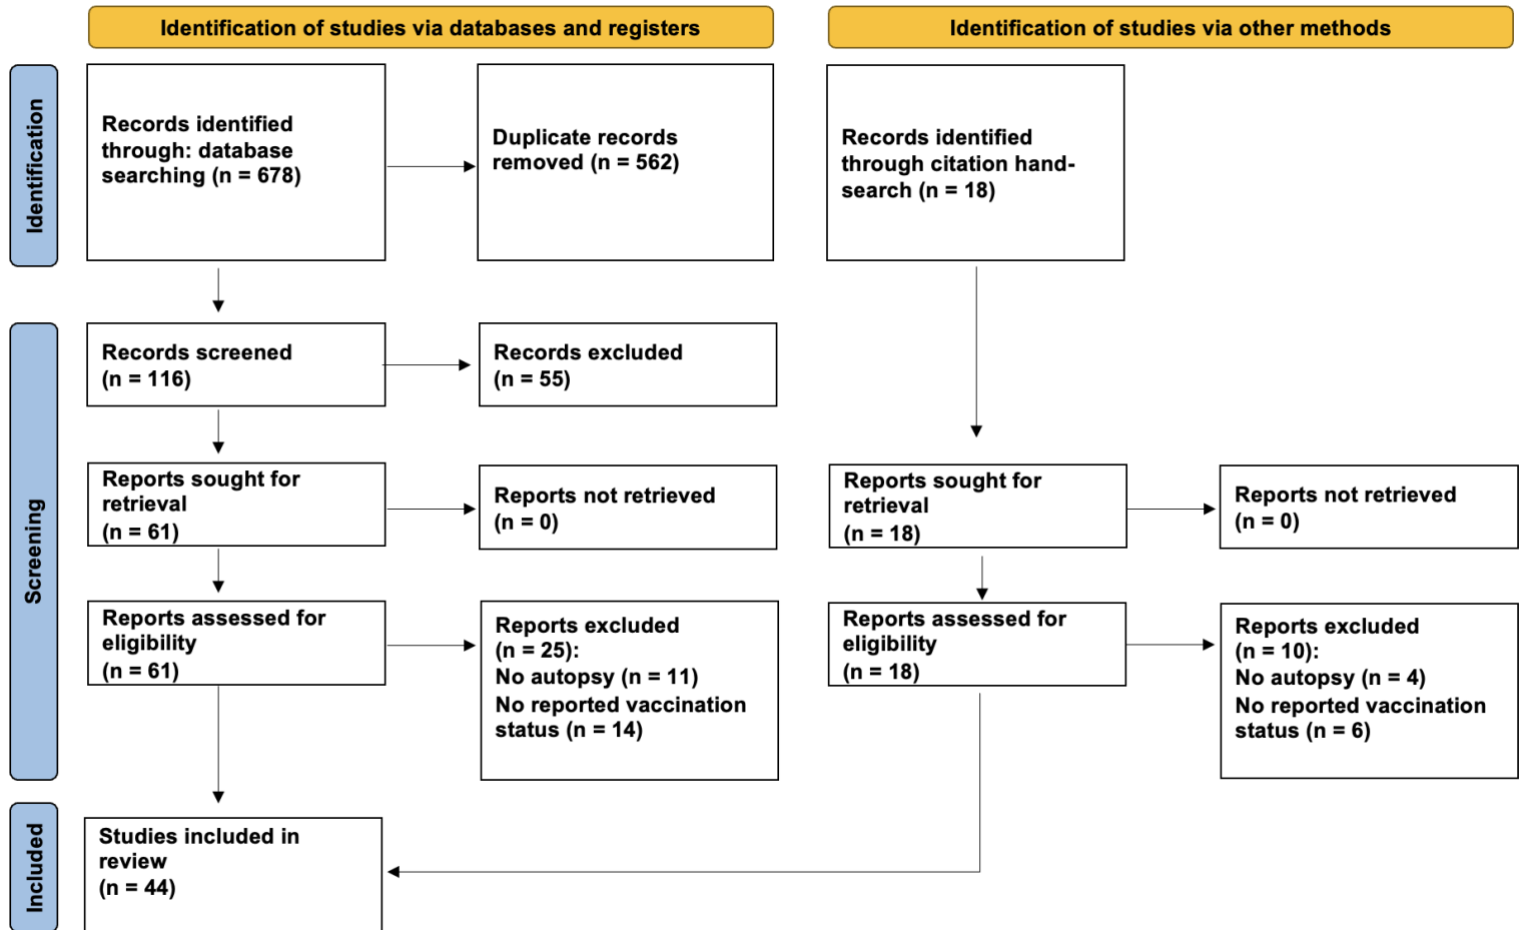 Identification of studies via databases and registers
Identification of studies via other methods
Identification
Records identified
through: database
searching (n = 678)
Duplicate records
removed (n = 562)
Records identified
through citation hand-
search (n = 18)
Screening
Records screened
(n = 116)
Records excluded
(n = 55)
Reports sought for
retrieval
(n = 61)
Reports not retrieved
(n = 0)
Reports sought for
retrieval
(n = 18)
Reports not retrieved
(n = 0)
Reports assessed for
eligibility
(n = 61)
Reports excluded
(n = 25):
No autopsy (n = 11)
No reported vaccination
status (n = 14)
Reports assessed for
eligibility
(n = 18)
Reports excluded
(n = 10):
No autopsy (n = 4)
No reported vaccination
status (n = 6)
Included
Studies included in
review
(n = 44)